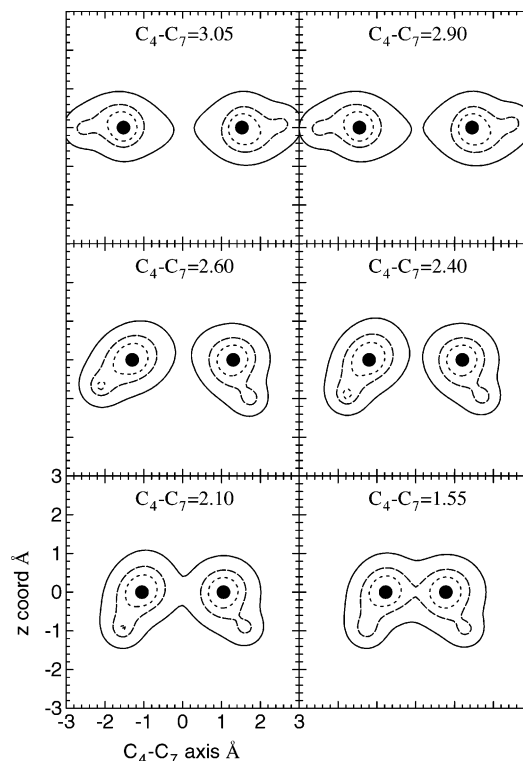 C₄-C₇=3.05 C₄-C₇=2.90
C₄-C₇=2.60 C₄-C₇=2.40
3
C₄-C₇=2.10 C₄-C₇=1.55
2
1
0
-1
-2
-3
z coord Å
-3 -2 -1 0 1 2 3
C₄-C₇ axis Å